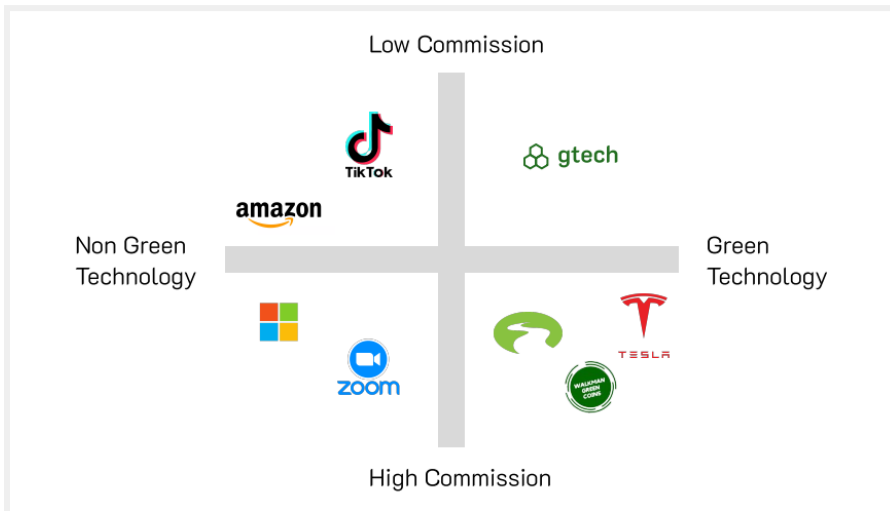 Low Commission
TikTok
gtech
amazon
Non Green
Technology
Green
Technology
TESLA
zoom
WALKMAN
GREEN
COINS
High Commission